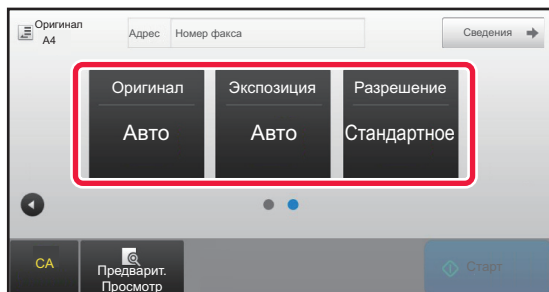 Оригинал
A4
Адрес Номер факса
Сведения
Оригинал Экспозиция Разрешение
Авто Авто Стандартное
CA
Предварит.
Просмотр
Старт